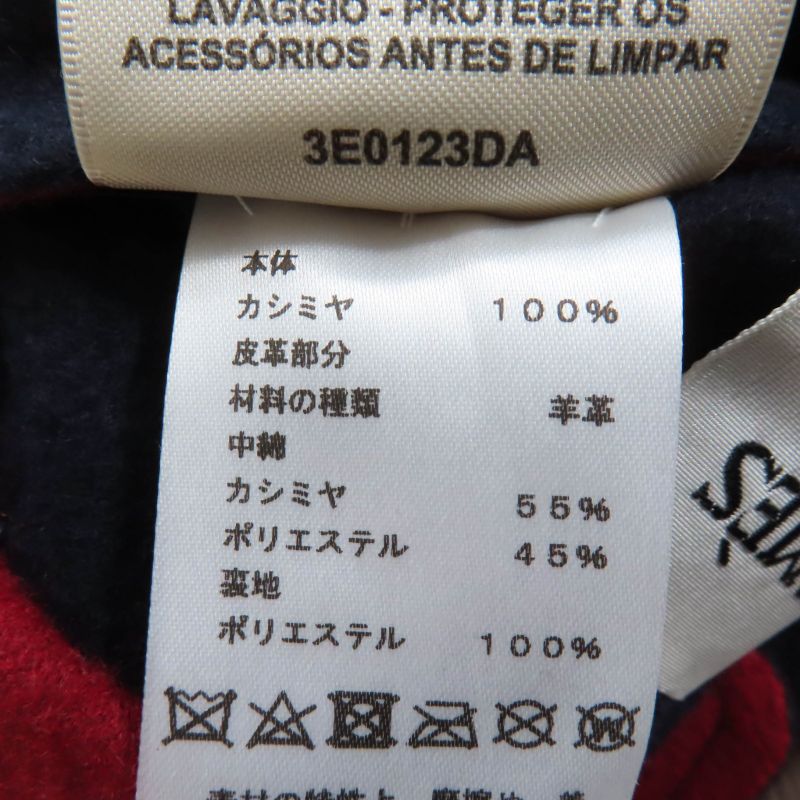 LAVAGGIO - PROTEGER OS
ACESSÓRIOS ANTES DE LIMPAR
3E0123DA
本体
カシミヤ 100%
皮革部分
材料の種類 羊革
中綿
カシミヤ 55%
ポリエステル 45%
裏地
ポリエステル 100%